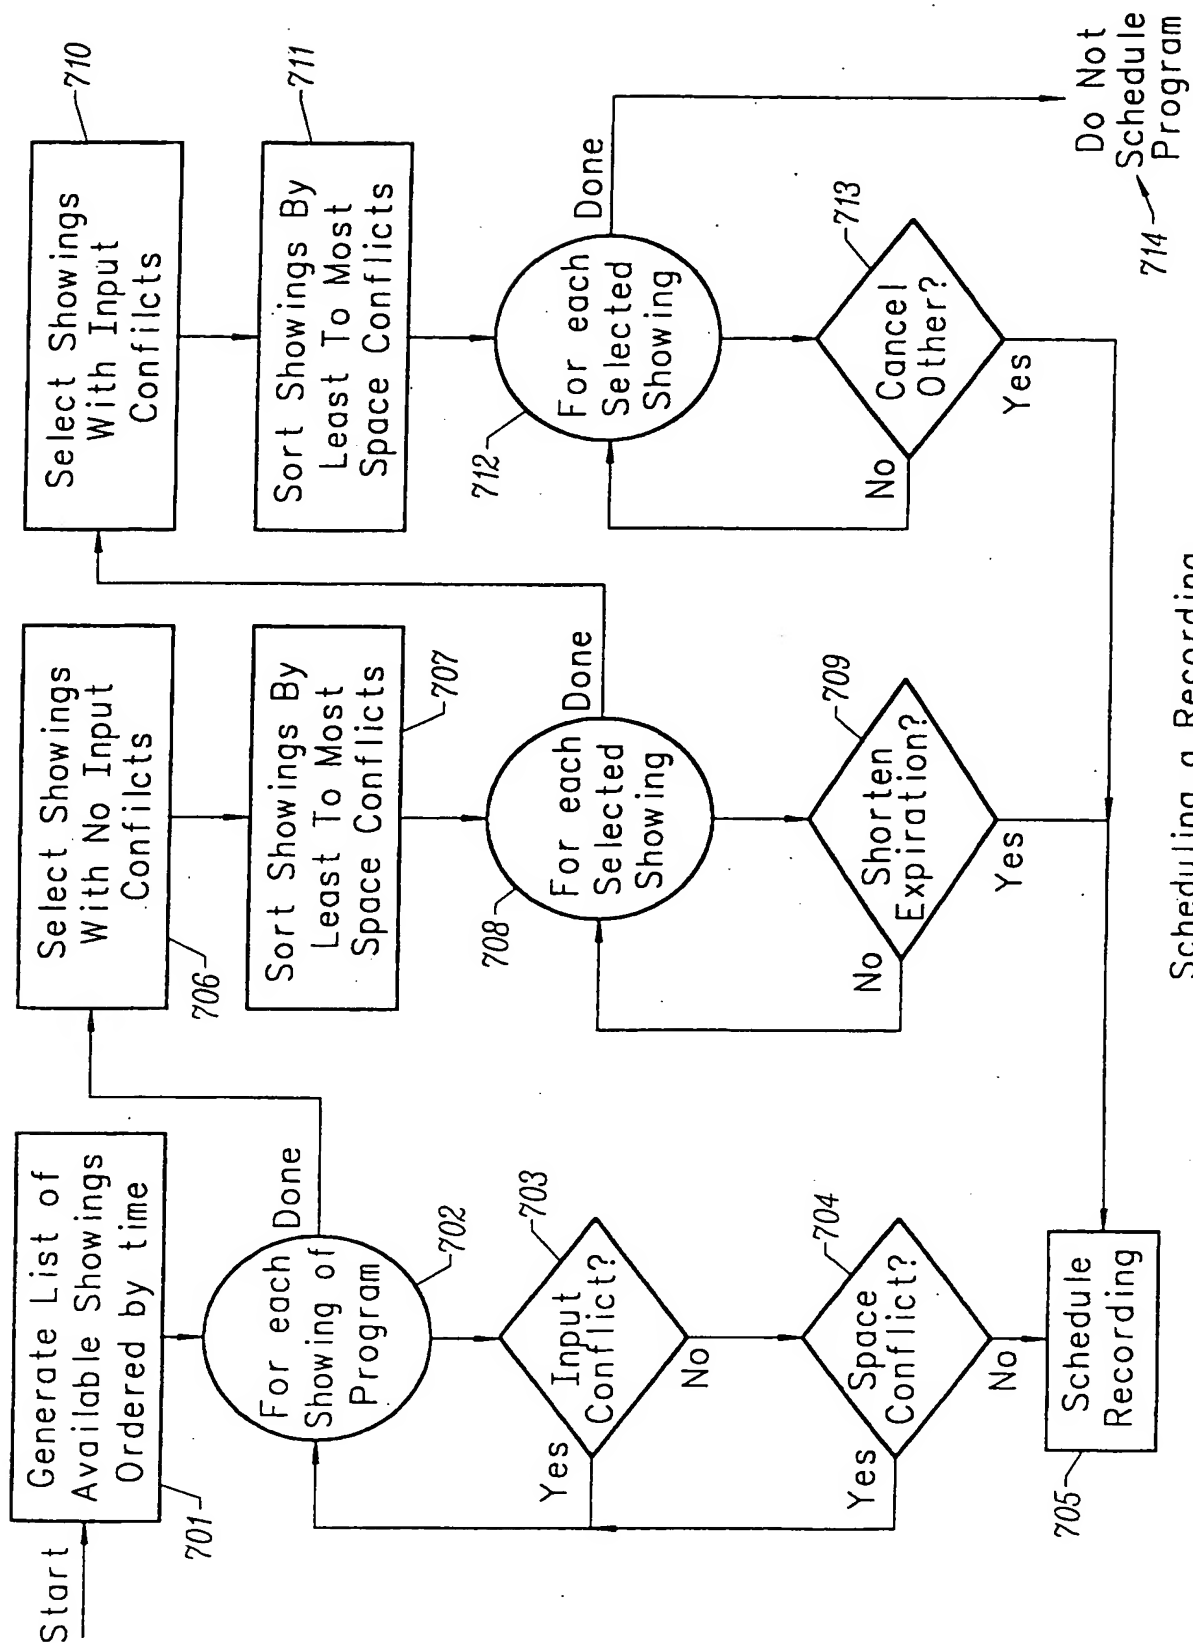 Start
Generate List of
Available Showings
Ordered by time
701
For each
Showing of
Program
702
Done
Input
Conflict?
703
Yes
No
Space
Conflict?
704
Yes
No
Schedule
Recording
705
Select Showings
With No Input
Confilcts
706
Sort Showings By
Least To Most
Space Conflicts
707
For each
Selected
Showing
708
Done
Shorten
Expiration?
709
No
Yes
Select Showings
With Input
Confilcts
710
Sort Showings By
Least To Most
Space Conflicts
711
For each
Selected
Showing
712
Done
Cancel
Other?
713
No
Yes
Do Not
Schedule
Program
714
Scheduling a Recording